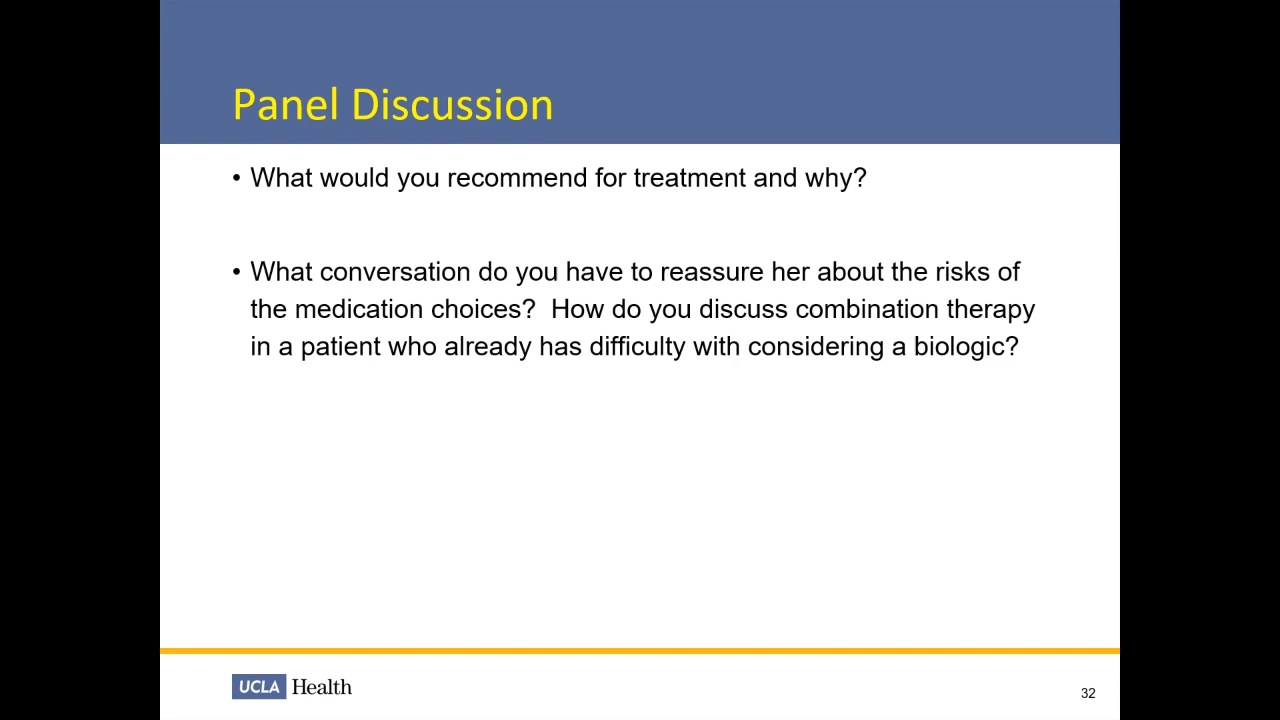 Panel Discussion
• What would you recommend for treatment and why?
• What conversation do you have to reassure her about the risks of
the medication choices?  How do you discuss combination therapy
in a patient who already has difficulty with considering a biologic?
UCLA Health
32